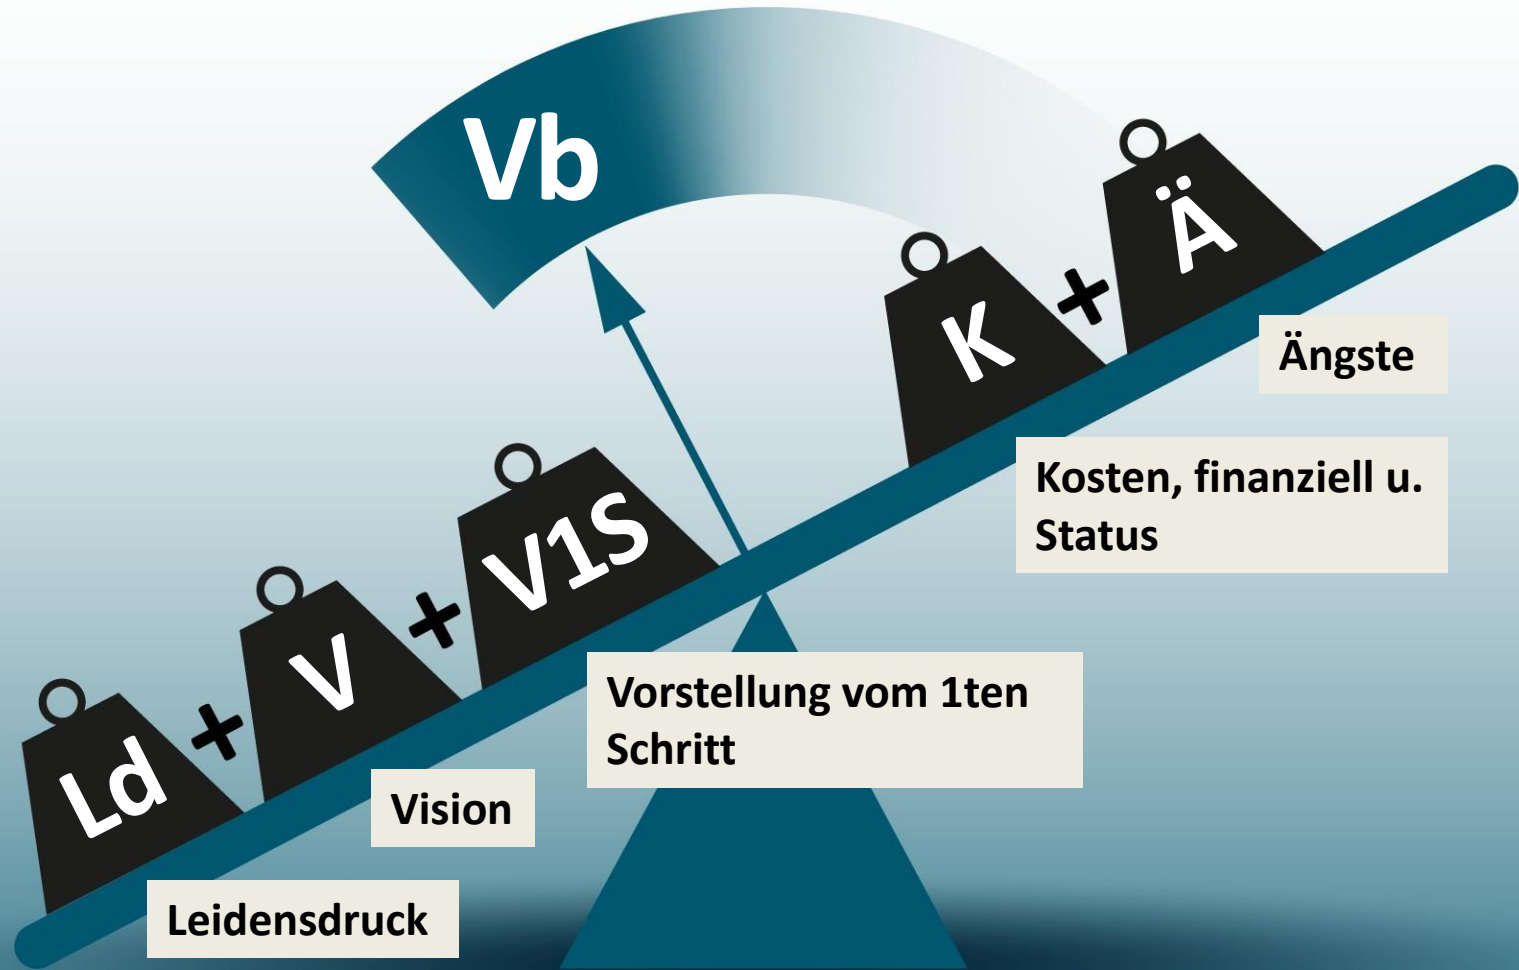 Vb
Ä
+
K
Ängste
Kosten, finanziell u.
Status
V1S
+
V
+
Ld
Vorstellung vom 1ten
Schritt
Vision
Leidensdruck